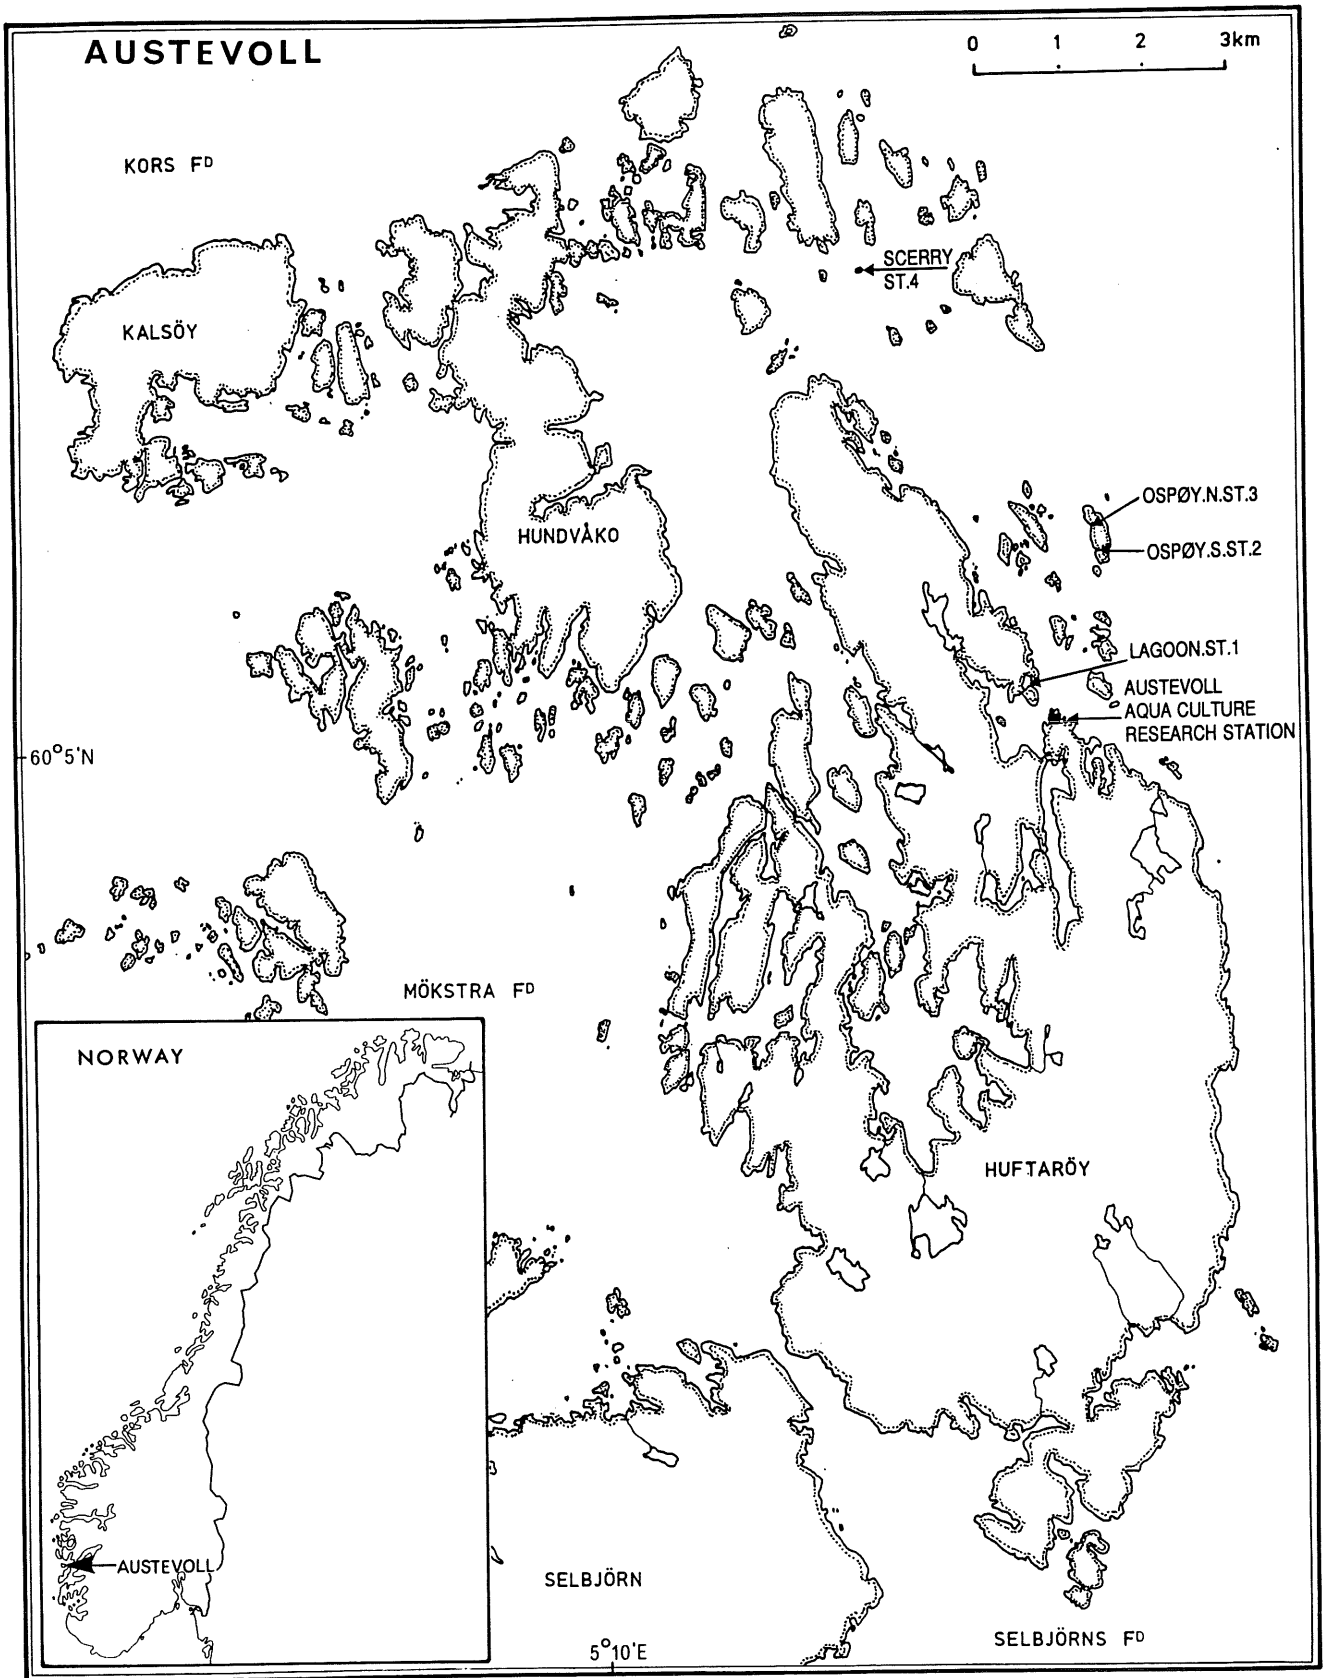 AUSTEVOLL
0 1 2 3km
KORS FD
SCERRY
ST.4
KALSÖY
OSPØY.N.ST.3
HUNDVÅKO
OSPØY.S.ST.2
LAGOON.ST.1
AUSTEVOLL
AQUA CULTURE
RESEARCH STATION
60°5'N
MÖKSTRA FD
NORWAY
HUFTARÖY
AUSTEVOLL
SELBJÖRN
SELBJÖRNS FD
5°10'E